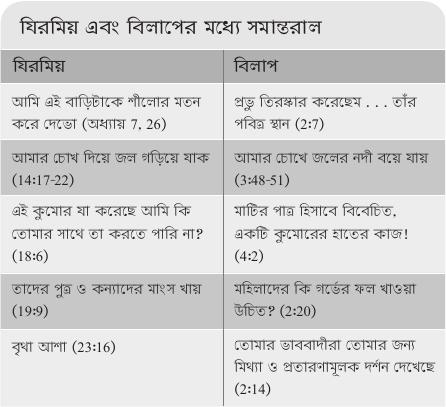 যিরমিয় এবং বিলাপের মধ্যে সমান্তরাল
যিরমিয়
বিলাপ
আমি এই বাড়িটাকে শীলোর মতন
করে দেভো (অধ্যায় 7, 26)
প্রভু তিরস্কার করেছেম . . . তাঁর
পবিত্র স্থান (2:7)
আমার চোখ দিয়ে জল গড়িয়ে যাক
(14:17-22)
আমার চোখে জলের নদী বয়ে যায়
(3:48-51)
এই কুমোর যা করেছে আমি কি
তোমার সাথে তা করতে পারি না?
(18:6)
মাটির পাত্র হিসাবে বিবেচিত,
একটি কুমোরের হাতের কাজ!
(4:2)
তাদের পুত্র ও কন্যাদের মাংস খায়
(19:9)
মহিলাদের কি গর্ভের ফল খাওয়া
উচিত? (2:20)
বৃথা আশা (23:16)
তোমার ভাববাদীরা তোমার জন্য
মিথ্যা ও প্রতারণামূলক দর্শন দেখেছে
(2:14)